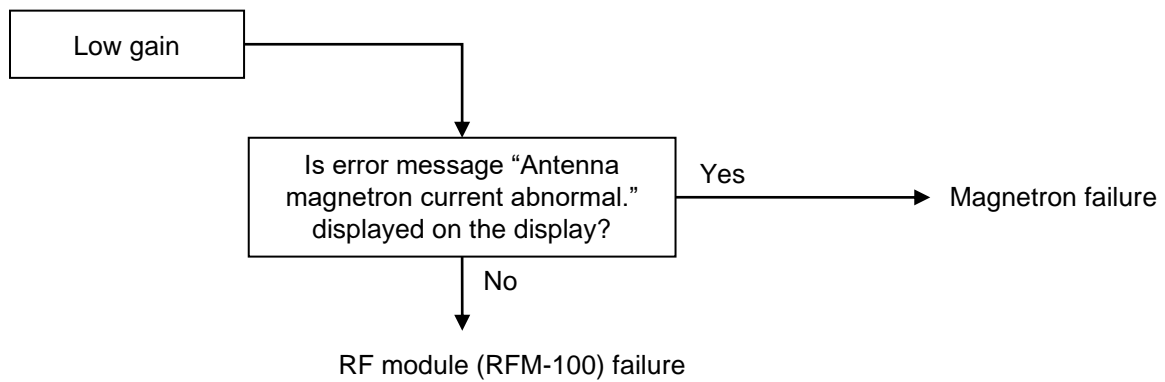 Low gain
Is error message “Antenna
magnetron current abnormal.”
displayed on the display?
Yes
Magnetron failure
No
RF module (RFM-100) failure